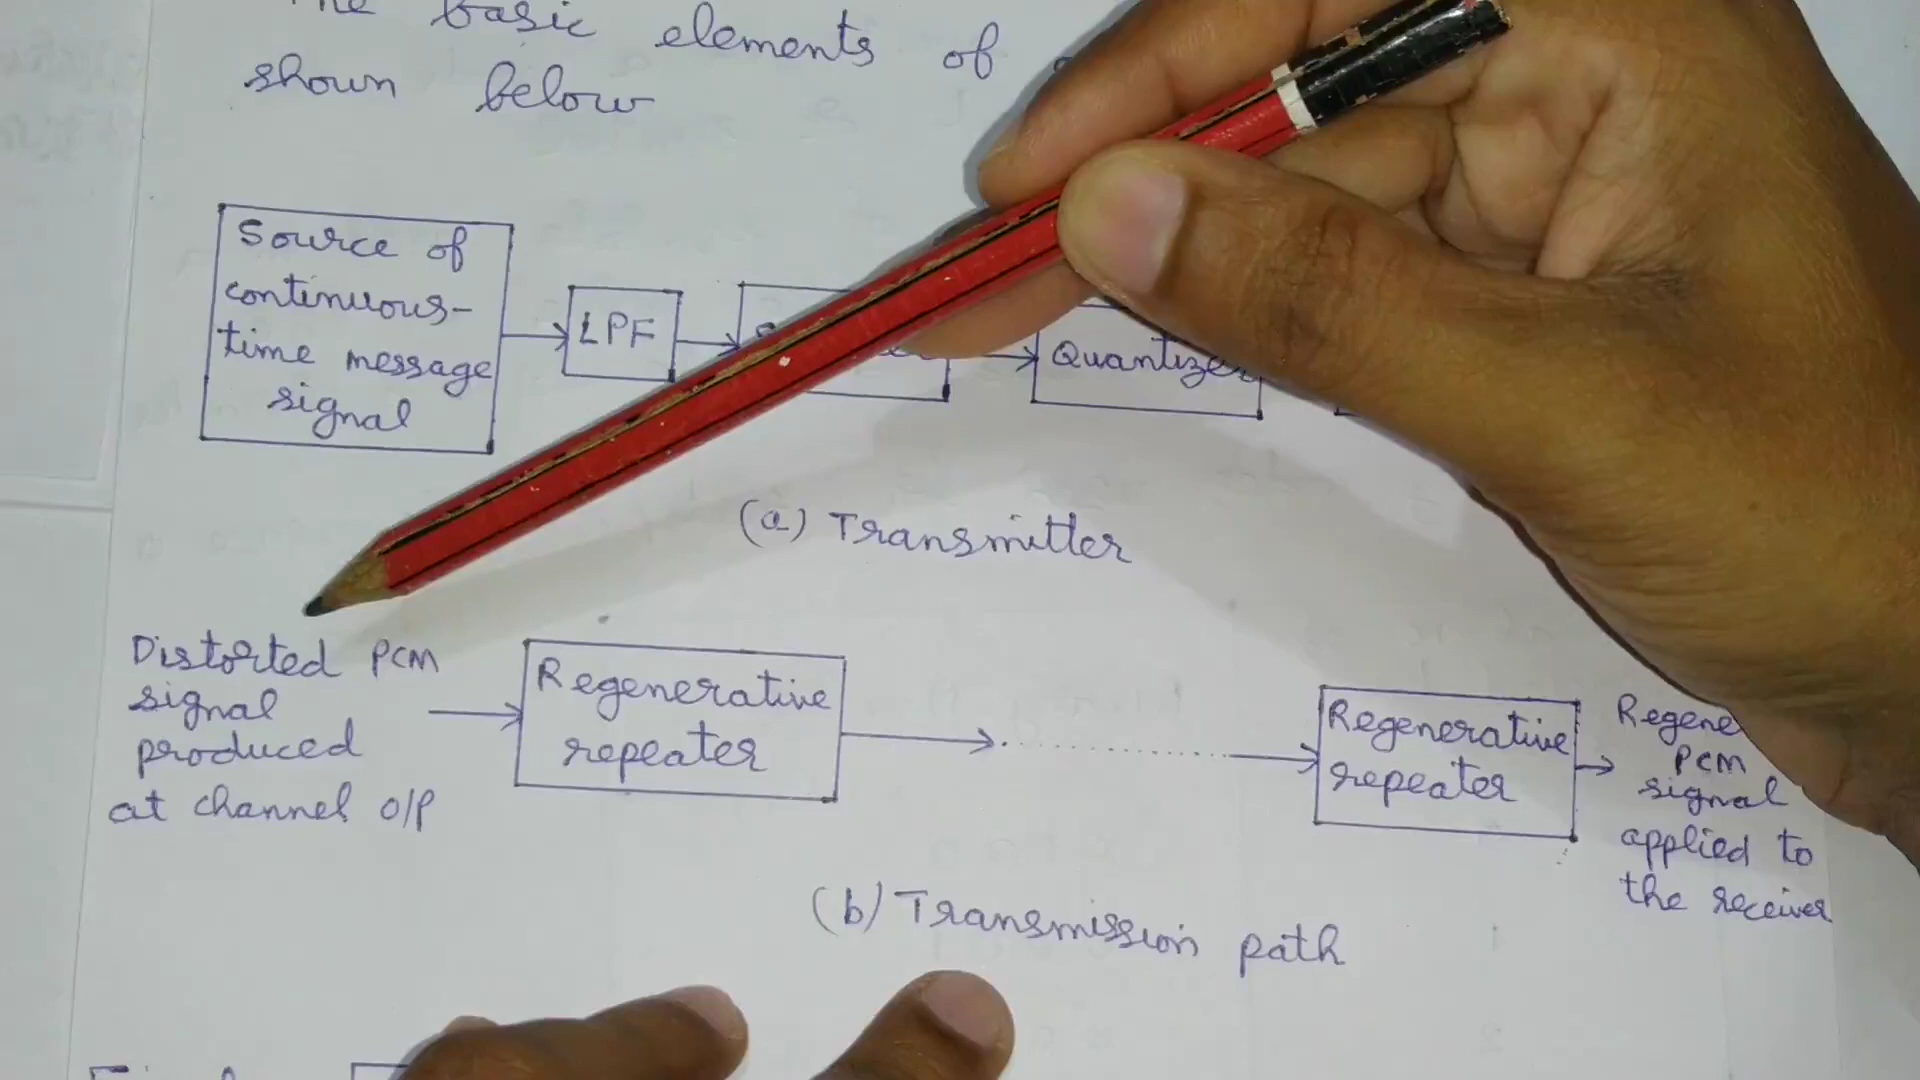 basic elements of
shown below
Source of
continuous-
time message
signal
LPF
Quantizer
(a) Transmitter
Distorted PCM
signal
produced
at channel o/p
Regenerative
repeater
Regenerative
repeater
PCM
signal
applied to
the receiver
(b) Transmission path